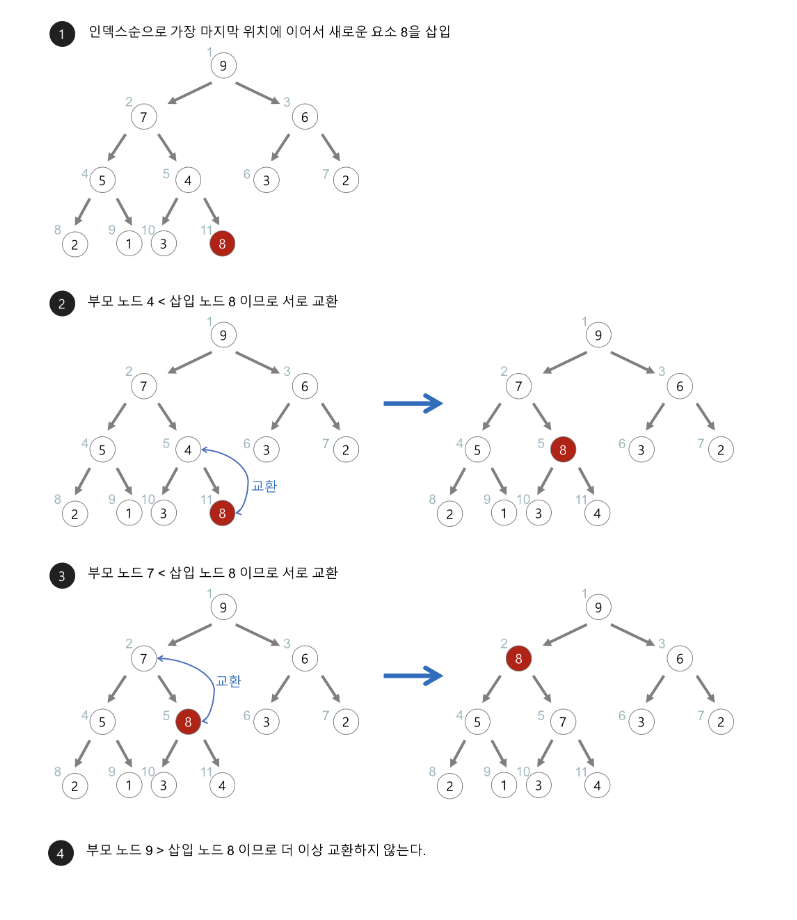 1 인덱스순으로 가장 마지막 위치에 이어서 새로운 요소 8을 삽입
1 9
2 7 3 6
4 5 5 4 6 3 7 2
8 2 9 1 10 3 11 8
2 부모 노드 4 < 삽입 노드 8 이므로 서로 교환
1 9 1 9
2 7 3 6 2 7 3 6
4 5 5 4 6 3 7 2 4 5 5 8 6 3 7 2
교환
8 2 9 1 10 3 11 8 8 2 9 1 10 3 11 4
3 부모 노드 7 < 삽입 노드 8 이므로 서로 교환
1 9 1 9
2 7 3 6 2 8 3 6
교환
4 5 5 8 6 3 7 2 4 5 5 7 6 3 7 2
8 2 9 1 10 3 11 4 8 2 9 1 10 3 11 4
4 부모 노드 9 > 삽입 노드 8 이므로 더 이상 교환하지 않는다.